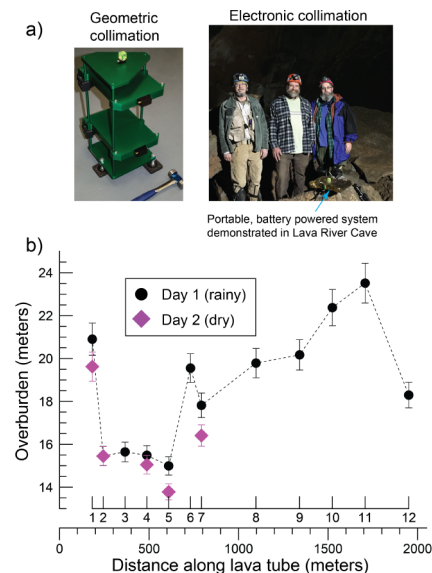 a)
Geometric
collimation
Electronic collimation
Portable, battery powered system
demonstrated in Lava River Cave
b)
Overburden (meters)
24
22
20
18
16
14
13
Day 1 (rainy)
Day 2 (dry)
1 2 3 4 5 6 7 8 9 10 11 12
0 500 1000 1500 2000
Distance along lava tube (meters)